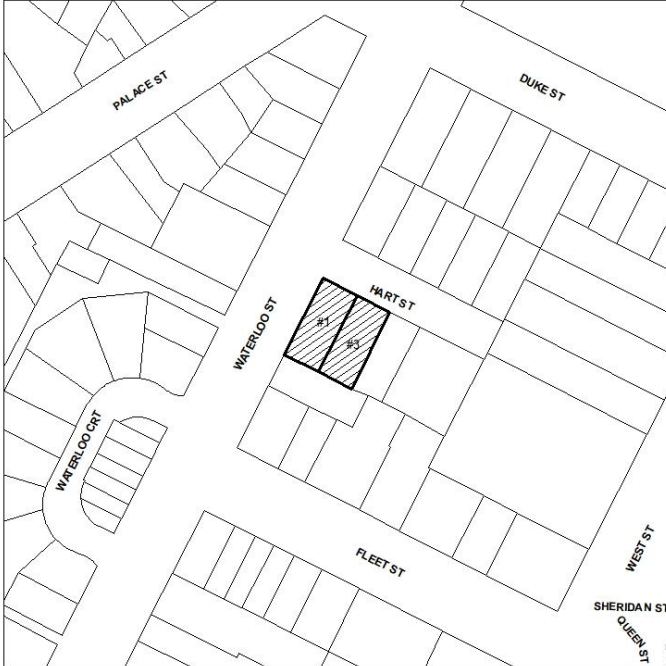 DUKE ST
PALACE ST
HART ST
#1
WATERLOO ST
#3
WATERLOO CRT
FLEET ST
WEST ST
SHERIDAN ST
QUEEN ST